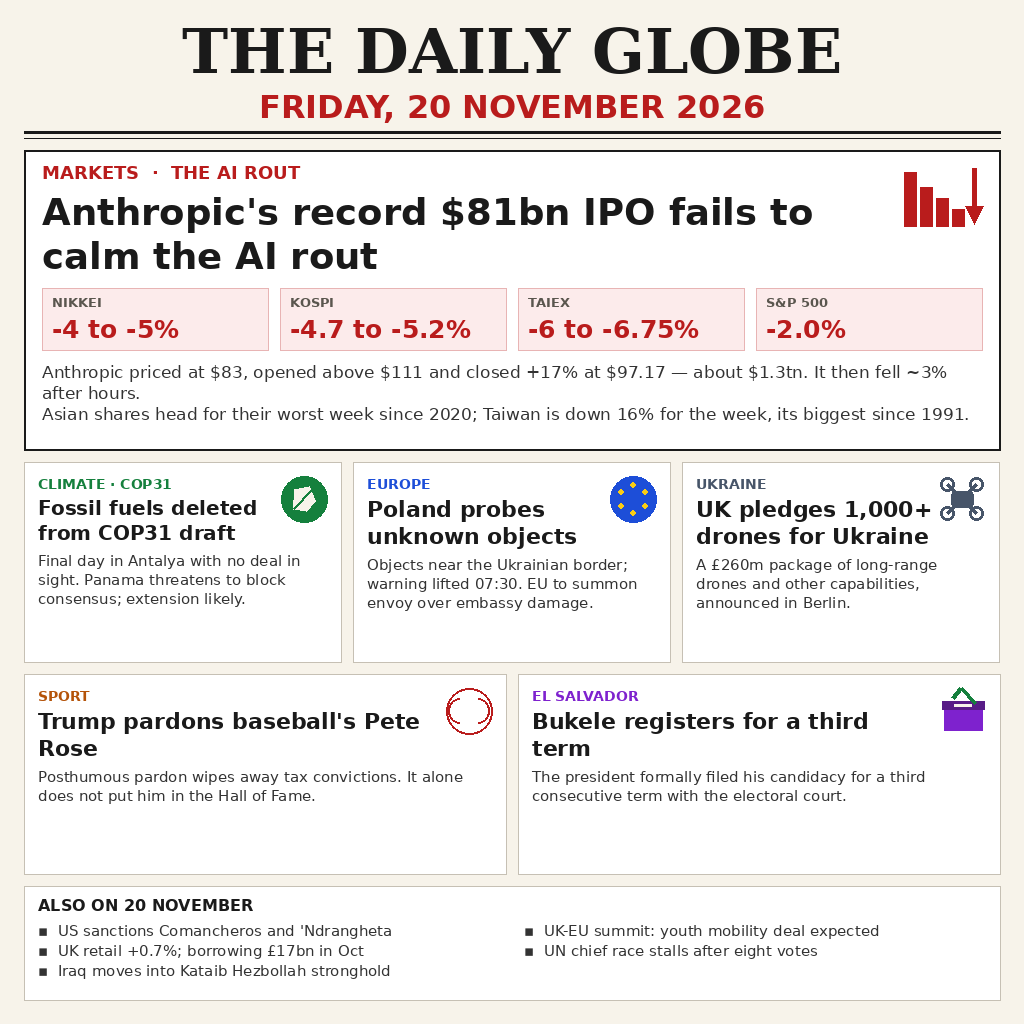 THE DAILY GLOBE
FRIDAY, 20 NOVEMBER 2026
MARKETS · THE AI ROUT
Anthropic's record $81bn IPO fails to
calm the AI rout
NIKKEI
-4 to -5%
KOSPI
-4.7 to -5.2%
TAIEX
-6 to -6.75%
S&P 500
-2.0%
Anthropic priced at $83, opened above $111 and closed +17% at $97.17 — about $1.3tn. It then fell ~3%
after hours.
Asian shares head for their worst week since 2020; Taiwan is down 16% for the week, its biggest since 1991.
CLIMATE · COP31
Fossil fuels deleted
from COP31 draft
Final day in Antalya with no deal in
sight. Panama threatens to block
consensus; extension likely.
EUROPE
Poland probes
unknown objects
Objects near the Ukrainian border;
warning lifted 07:30. EU to summon
envoy over embassy damage.
UKRAINE
UK pledges 1,000+
drones for Ukraine
A £260m package of long-range
drones and other capabilities,
announced in Berlin.
SPORT
Trump pardons baseball's Pete
Rose
Posthumous pardon wipes away tax convictions. It alone
does not put him in the Hall of Fame.
EL SALVADOR
Bukele registers for a third
term
The president formally filed his candidacy for a third
consecutive term with the electoral court.
ALSO ON 20 NOVEMBER
▪ US sanctions Comancheros and 'Ndrangheta
▪ UK retail +0.7%; borrowing £17bn in Oct
▪ Iraq moves into Kataib Hezbollah stronghold
▪ UK-EU summit: youth mobility deal expected
▪ UN chief race stalls after eight votes